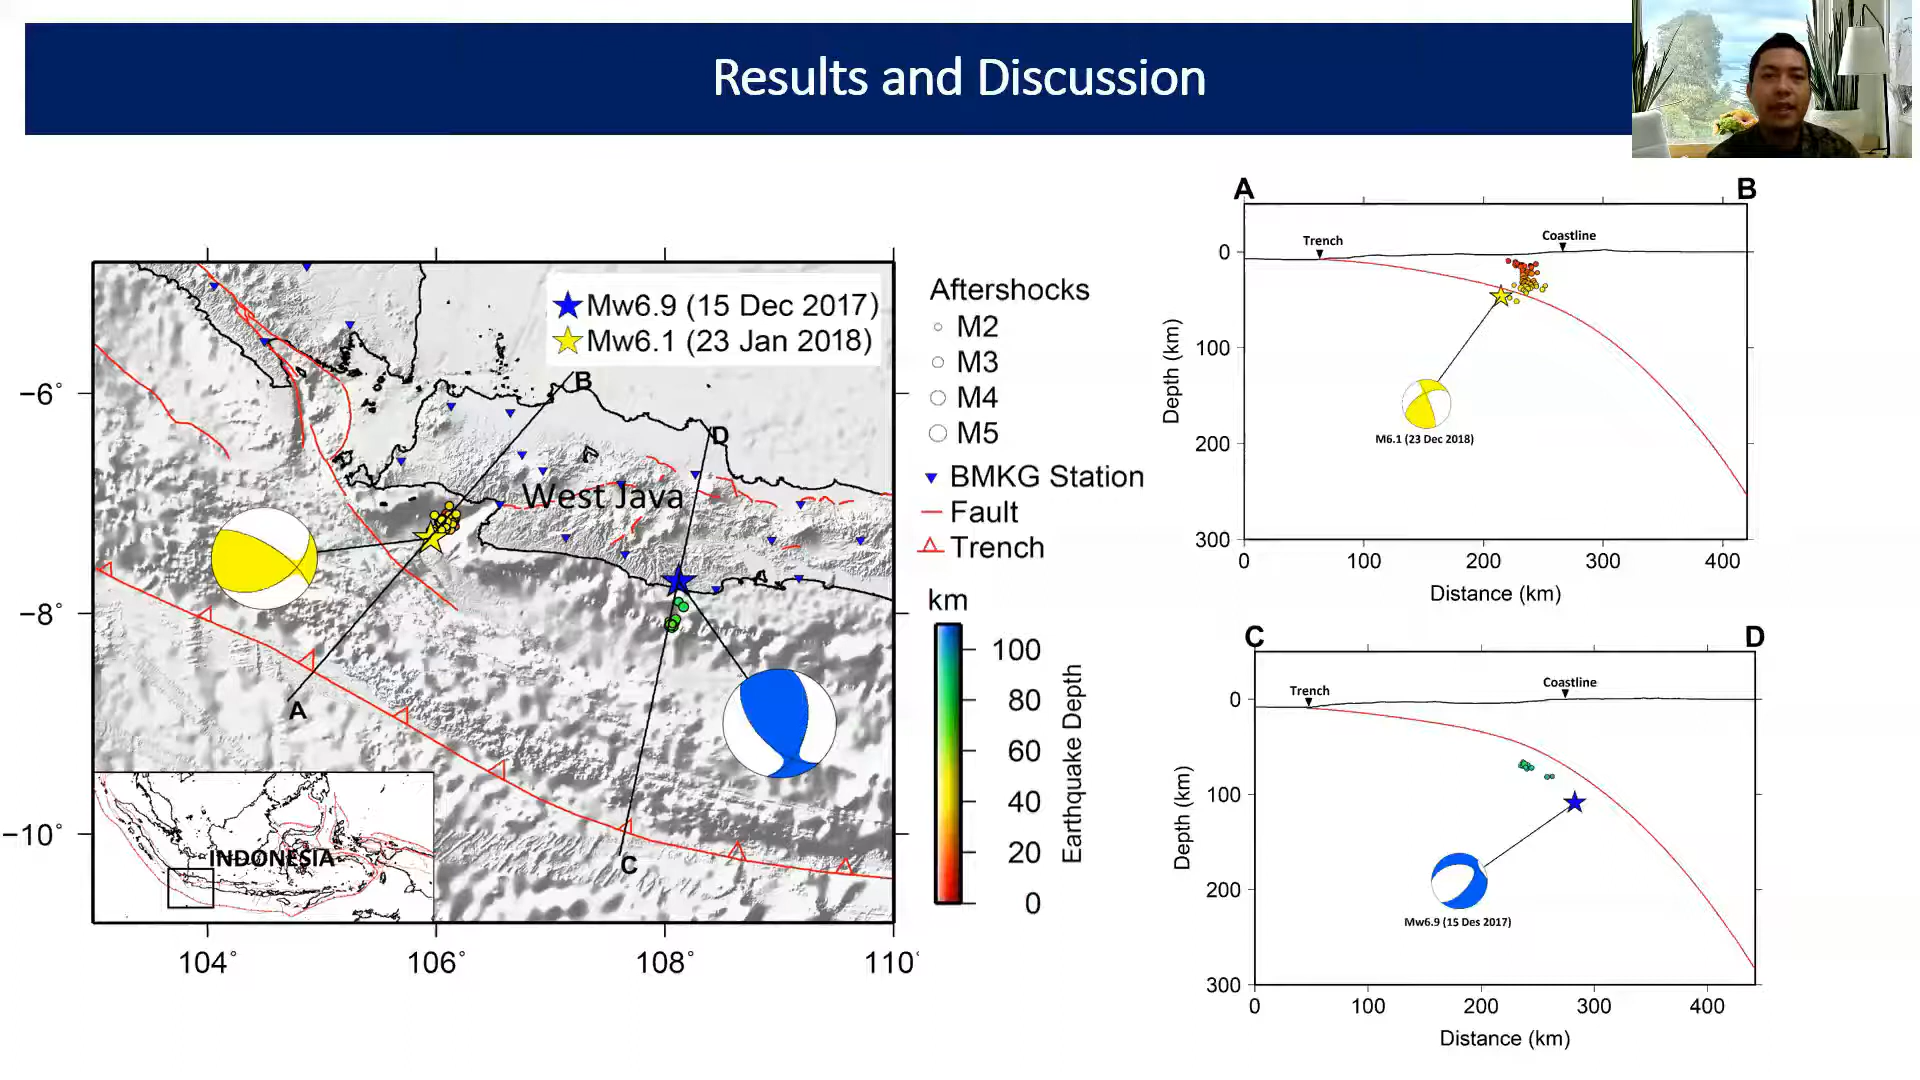 Results and Discussion
Mw6.9 (15 Dec 2017)
Mw6.1 (23 Jan 2018)
B
D
West Java
A
C
INDONESIA
−6°
−8°
−10°
104°
106°
108°
110°
Aftershocks
M2
M3
M4
M5
BMKG Station
Fault
Trench
km
100
80
60
40
20
0
Earthquake Depth
A
B
Trench
Coastline
M6.1 (23 Dec 2018)
0
100
200
300
Depth (km)
0
100
200
300
400
Distance (km)
C
D
Trench
Coastline
Mw6.9 (15 Des 2017)
0
100
200
300
Depth (km)
0
100
200
300
400
Distance (km)